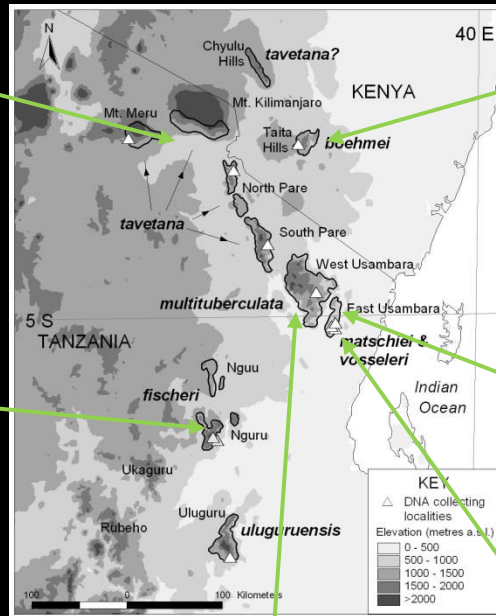 N
40 E
Chyulu
Hills
tavetana?
Mt. Kilimanjaro
KENYA
Mt. Meru
Taita
Hills
boehmei
North Pare
tavetana
South Pare
West Usambara
multituberculata
East Usambara
5 S
TANZANIA
matschiei &
vosseleri
Nguu
fischeri
Indian
Ocean
Nguru
Ukaguru
Uluguru
Rubeho
uluguruensis
KEY
DNA collecting
localities
Elevation (metres a.s.l.)
0 - 500
500 - 1000
1000 - 1500
1500 - 2000
>2000
100 0 100 Kilometers